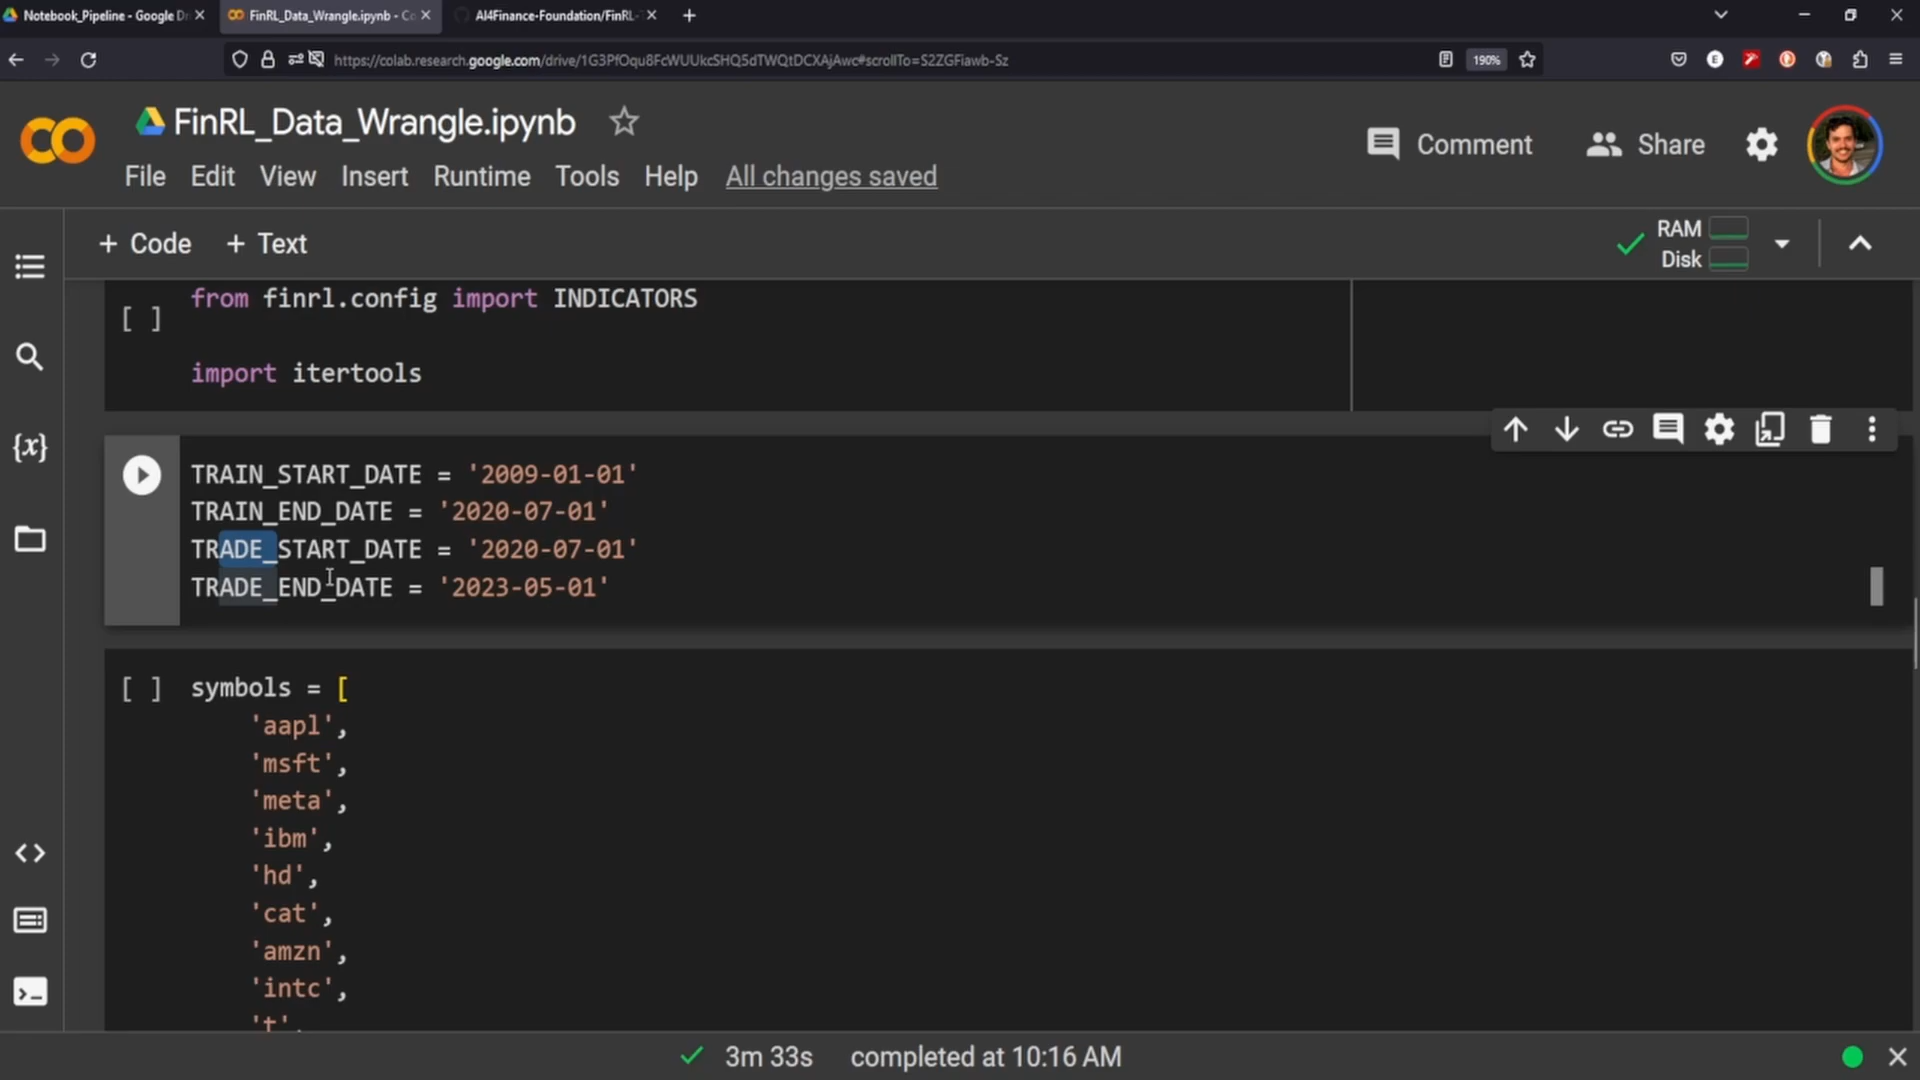 Notebook_Pipeline - Google Dri
FinRL_Data_Wrangle.ipynb - Co
AI4Finance-Foundation/FinRL-
https://colab.research.google.com/drive/1G3PfOqu8FcWUUkcSHQ5dTWQtDCXAjAwc#scrollTo=S2ZGFiawb-Sz
190%
FinRL_Data_Wrangle.ipynb
Comment
Share
File Edit View Insert Runtime Tools Help All changes saved
+ Code + Text
RAM
Disk
from finrl.config import INDICATORS
[ ]
import itertools
{x}
TRAIN_START_DATE = '2009-01-01'
TRAIN_END_DATE = '2020-07-01'
TRADE_START_DATE = '2020-07-01'
TRADE_END_DATE = '2023-05-01'
[ ] symbols = [
'aapl',
'msft',
'meta',
'ibm',
'hd',
'cat',
'amzn',
'intc',
't',
3m 33s completed at 10:16 AM